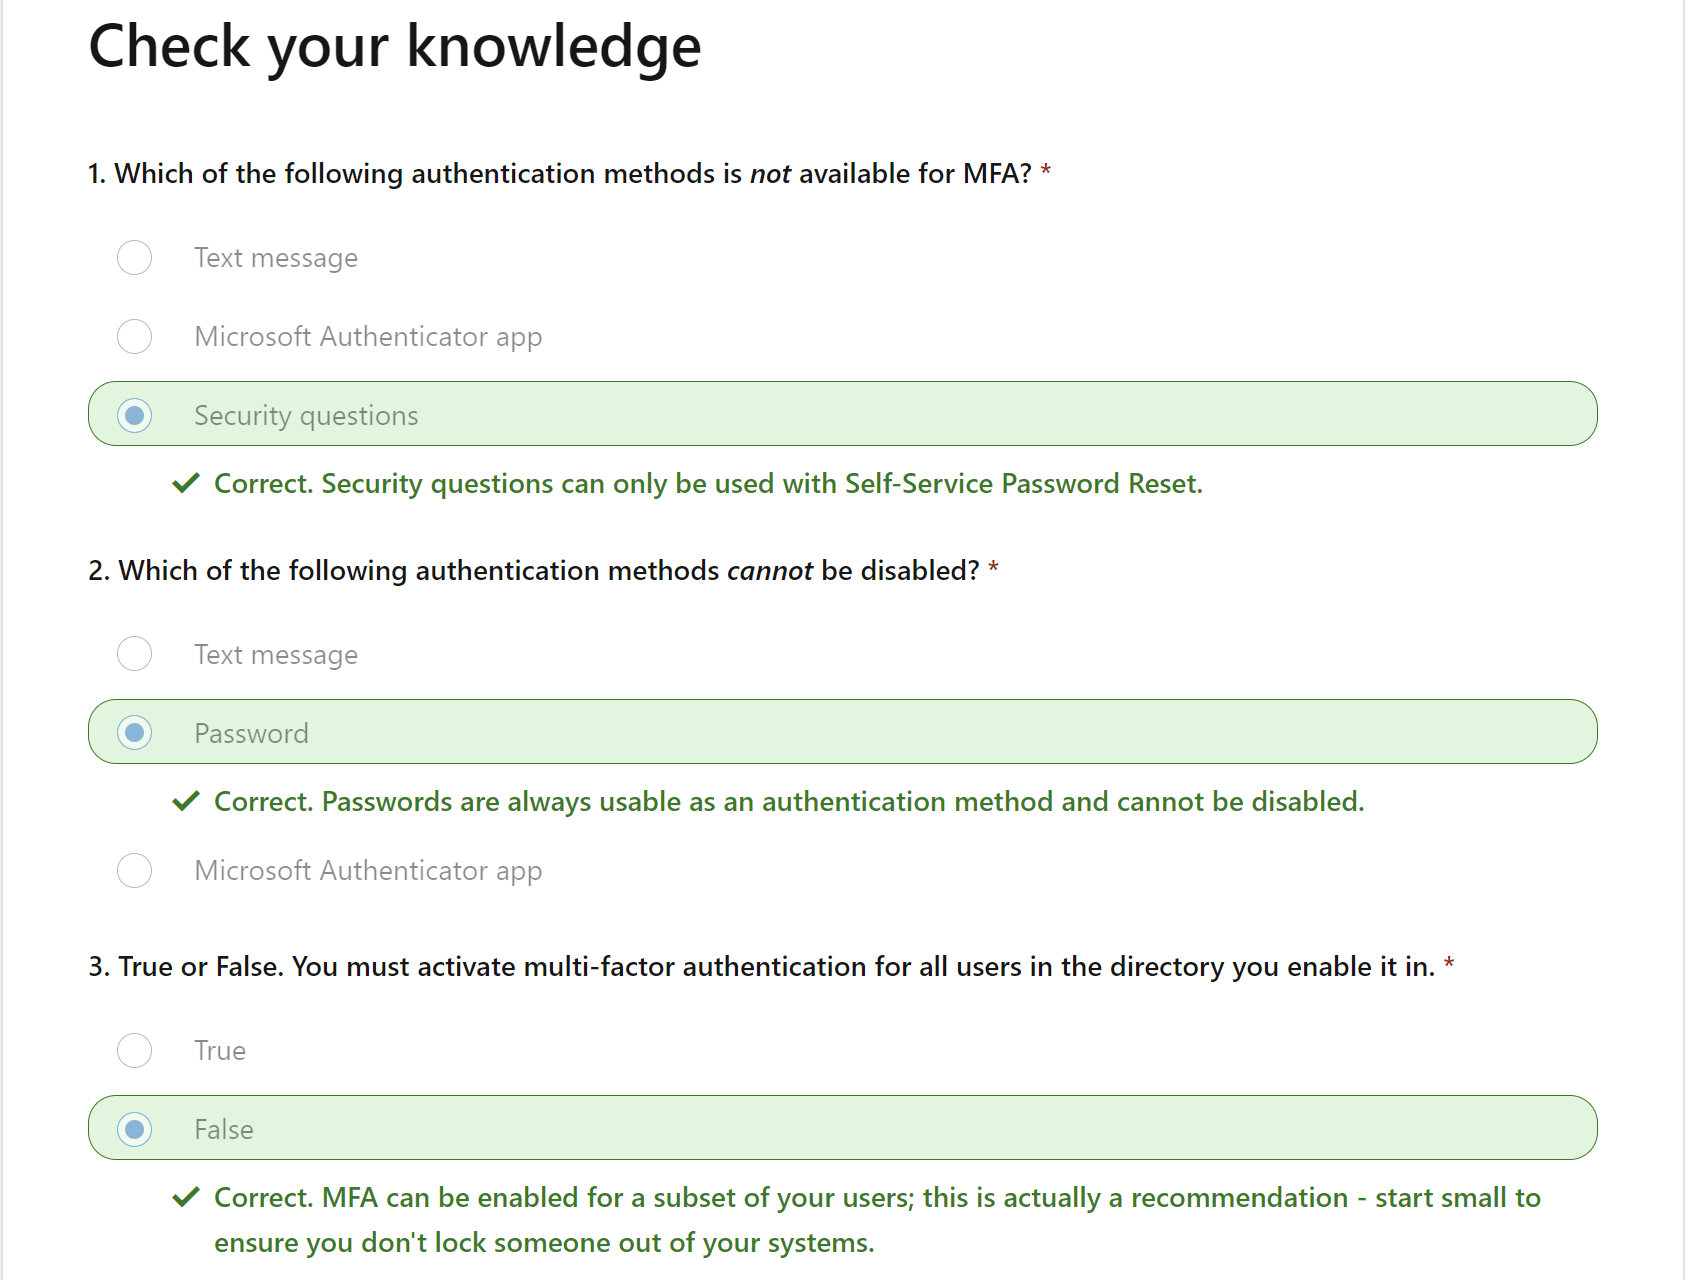 Check your knowledge
1. Which of the following authentication methods is not available for MFA? *
Text message
Microsoft Authenticator app
Security questions
Correct. Security questions can only be used with Self-Service Password Reset.
2. Which of the following authentication methods cannot be disabled? *
Text message
Password
Correct. Passwords are always usable as an authentication method and cannot be disabled.
Microsoft Authenticator app
3. True or False. You must activate multi-factor authentication for all users in the directory you enable it in. *
True
False
Correct. MFA can be enabled for a subset of your users; this is actually a recommendation - start small to
ensure you don't lock someone out of your systems.